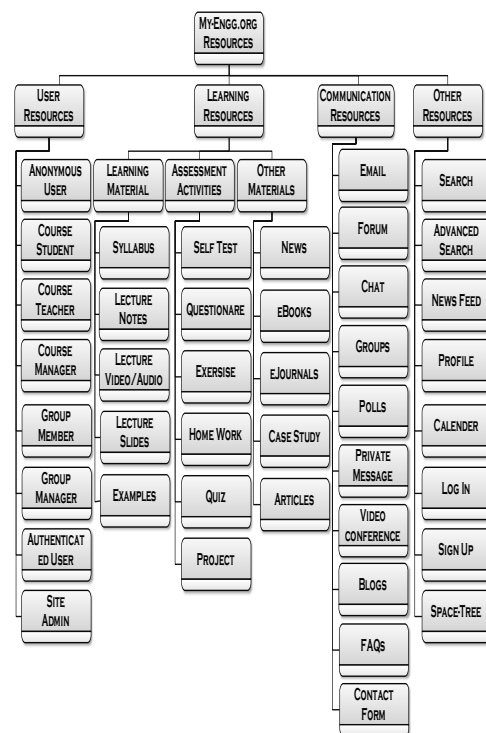 MY-ENGG.ORG
RESOURCES
USER
RESOURCES
LEARNING
RESOURCES
COMMUNICATION
RESOURCES
OTHER
RESOURCES
ANONYMOUS
USER
COURSE
STUDENT
COURSE
TEACHER
COURSE
MANAGER
GROUP
MEMBER
GROUP
MANAGER
AUTHENTICAT
ED USER
SITE
ADMIN
LEARNING
MATERIAL
SYLLABUS
LECTURE
NOTES
LECTURE
VIDEO/AUDIO
LECTURE
SLIDES
EXAMPLES
ASSESSMENT
ACTIVITIES
SELF TEST
QUESTIONARE
EXERSISE
HOME WORK
QUIZ
PROJECT
OTHER
MATERIALS
NEWS
EBOOKS
EJOURNALS
CASE STUDY
ARTICLES
EMAIL
FORUM
CHAT
GROUPS
POLLS
PRIVATE
MESSAGE
VIDEO
CONFERENCE
BLOGS
FAQS
CONTACT
FORM
SEARCH
ADVANCED
SEARCH
NEWS FEED
PROFILE
CALENDER
LOG IN
SIGN UP
SPACE-TREE